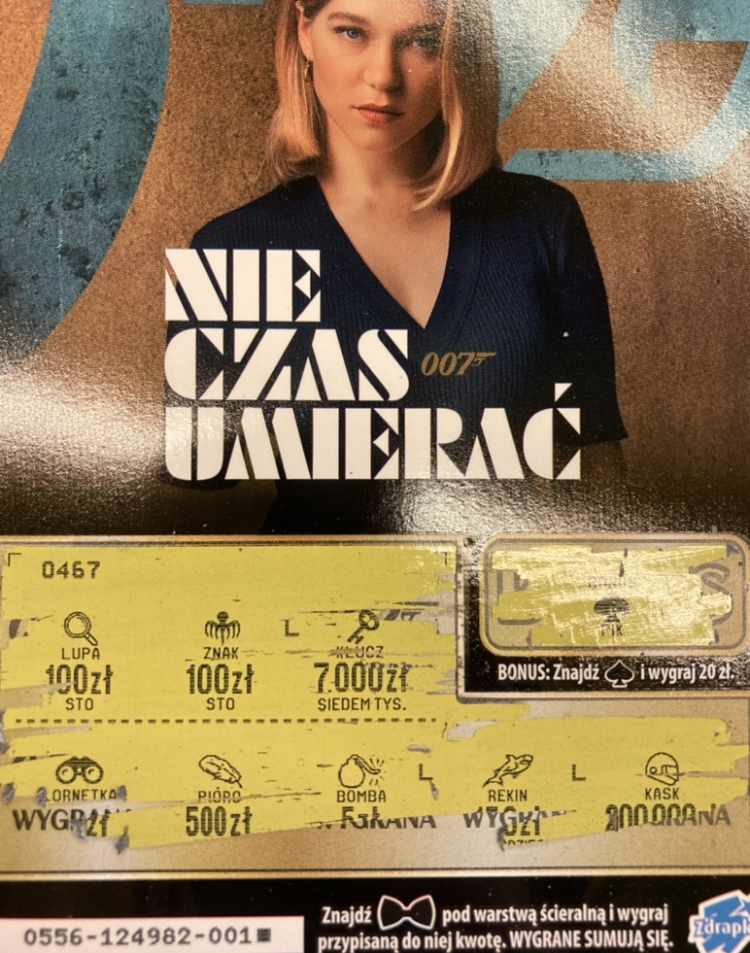 NIE
CZAS 007
UMIERAĆ
0467
BONUS
LUPA ZNAK KLUCZ PIK
100zł 100zł 7.000zł
STO STO SIEDEM TYS.
BONUS: Znajdź i wygraj 20 zł.
LORNETKA PIÓRO BOMBA REKIN KASK
500zł
0556-124982-001
Znajdź pod warstwą ścieralną i wygraj
przypisaną do niej kwotę. WYGRANE SUMUJĄ SIĘ.